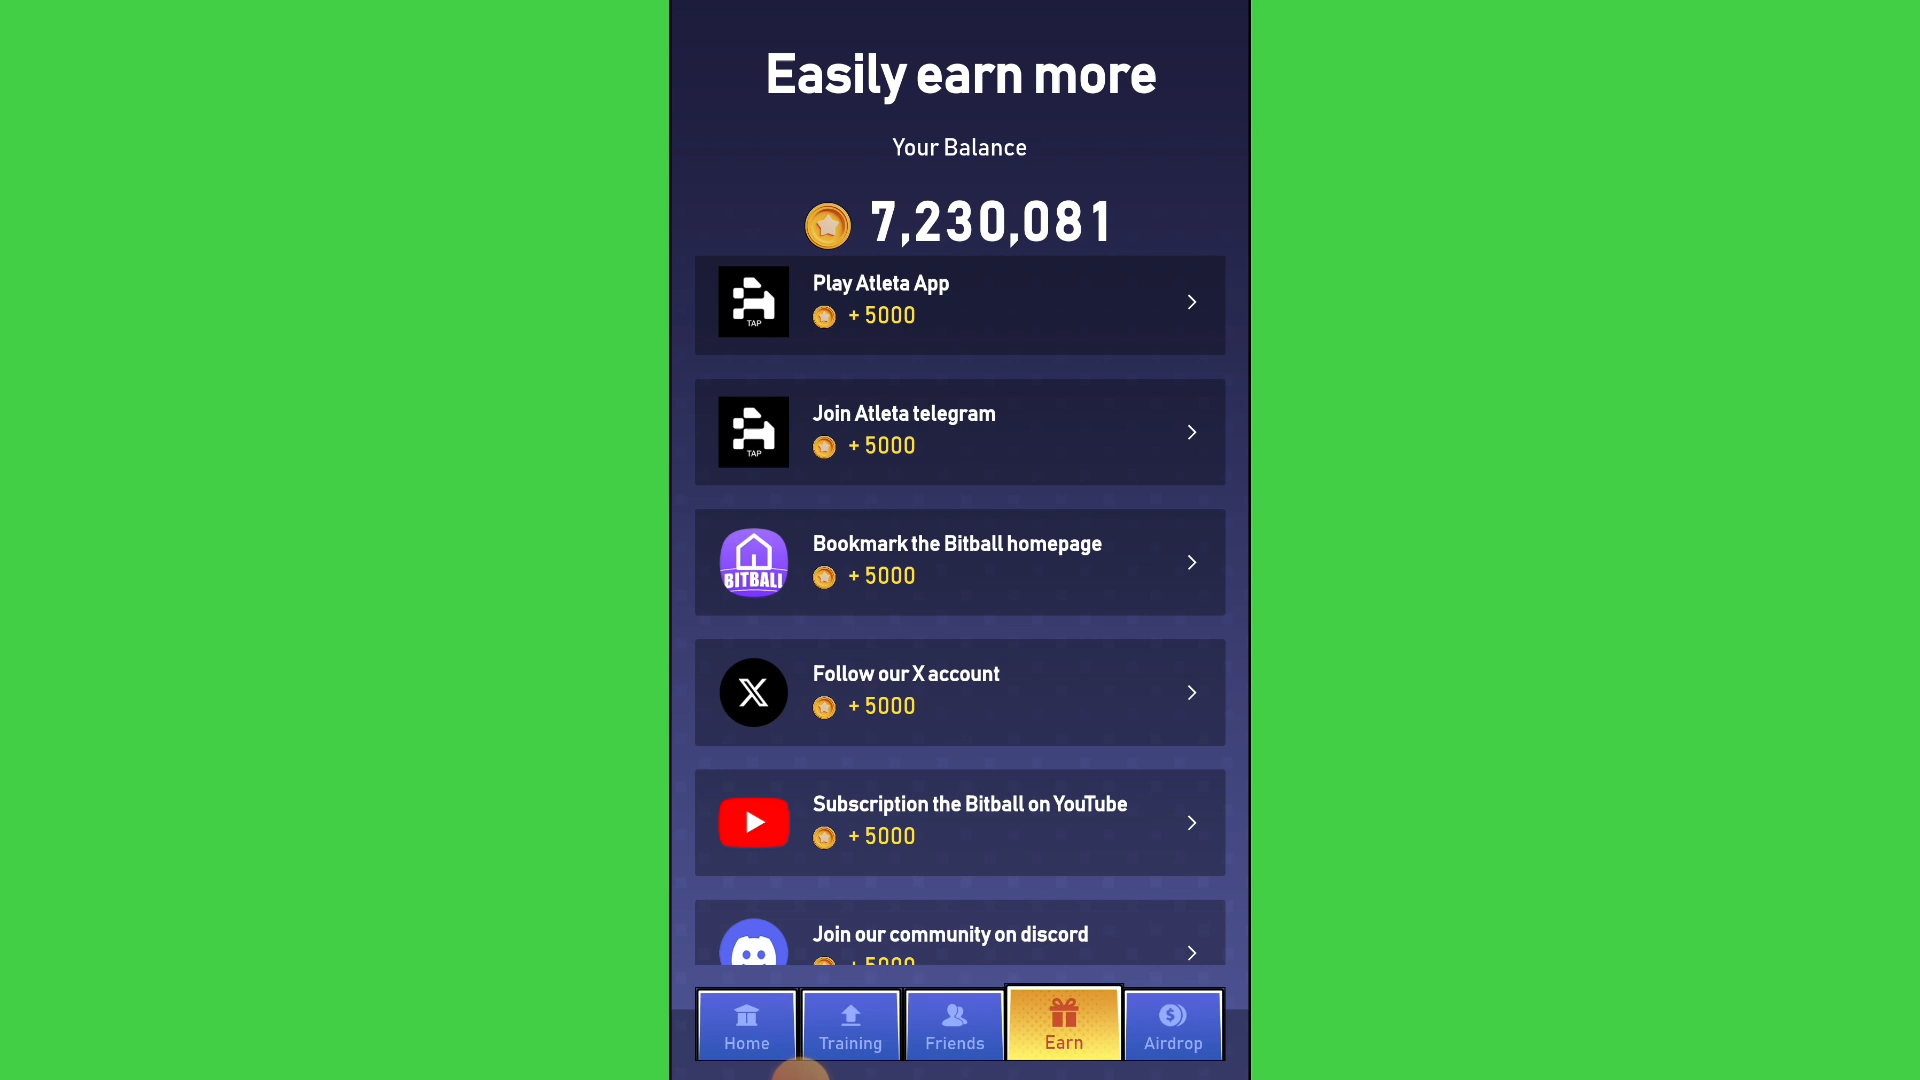 Easily earn more
Your Balance
7,230,081
TAP
Play Atleta App
+ 5000
TAP
Join Atleta telegram
+ 5000
BITBALL
Bookmark the Bitball homepage
+ 5000
Follow our X account
+ 5000
Subscription the Bitball on YouTube
+ 5000
Join our community on discord
+ 5000
Home
Training
Friends
Earn
Airdrop